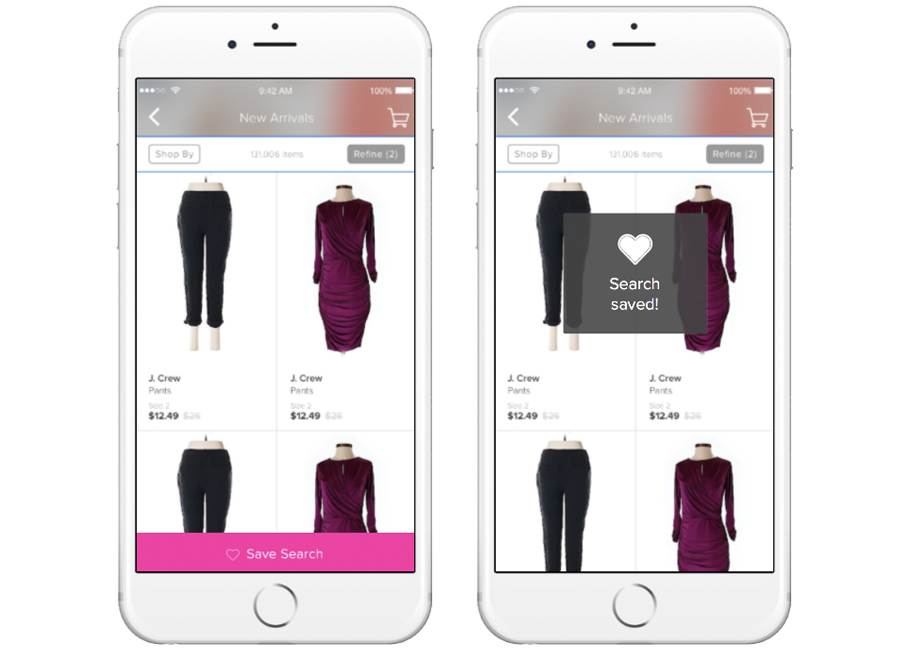 9:42 AM
100%
New Arrivals
Shop By
131,006 items
Refine (2)
J. Crew
Pants
Size 2
$12.49 $26
J. Crew
Pants
Size 2
$12.49 $26
Save Search
9:42 AM
100%
New Arrivals
Shop By
131,006 items
Refine (2)
Search
saved!
J. Crew
Pants
Size 2
$12.49 $26
J. Crew
Pants
Size 2
$12.49 $26